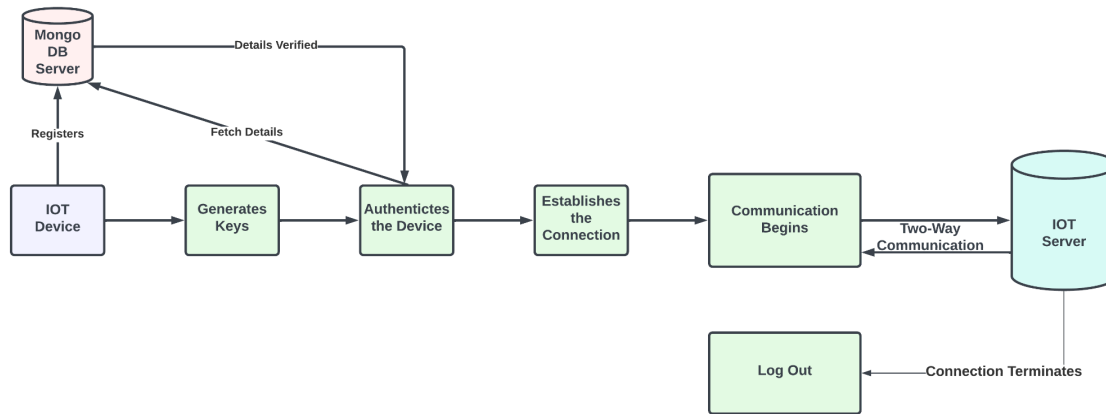 Mongo
DB
Server
Details Verified
Registers
Fetch Details
IOT
Device
Generates
Keys
Authentictes
the Device
Establishes
the
Connection
Communication
Begins
Two-Way
Communication
IOT
Server
Log Out
Connection Terminates